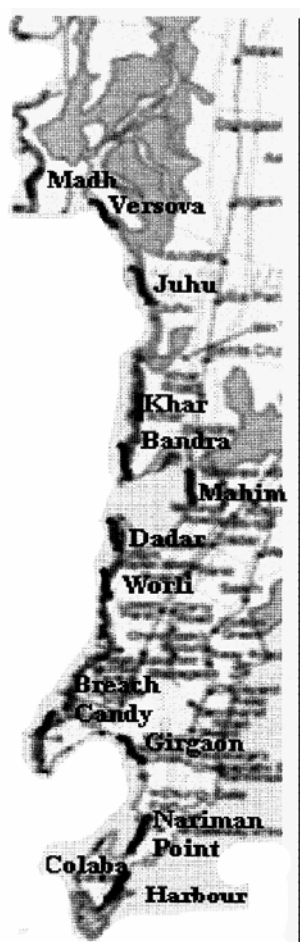 Madh
Versova
Juhu
Khar
Bandra
Mahim
Dadar
Worli
Breach
Candy
Girgaon
Nariman
Point
Colaba
Harbour